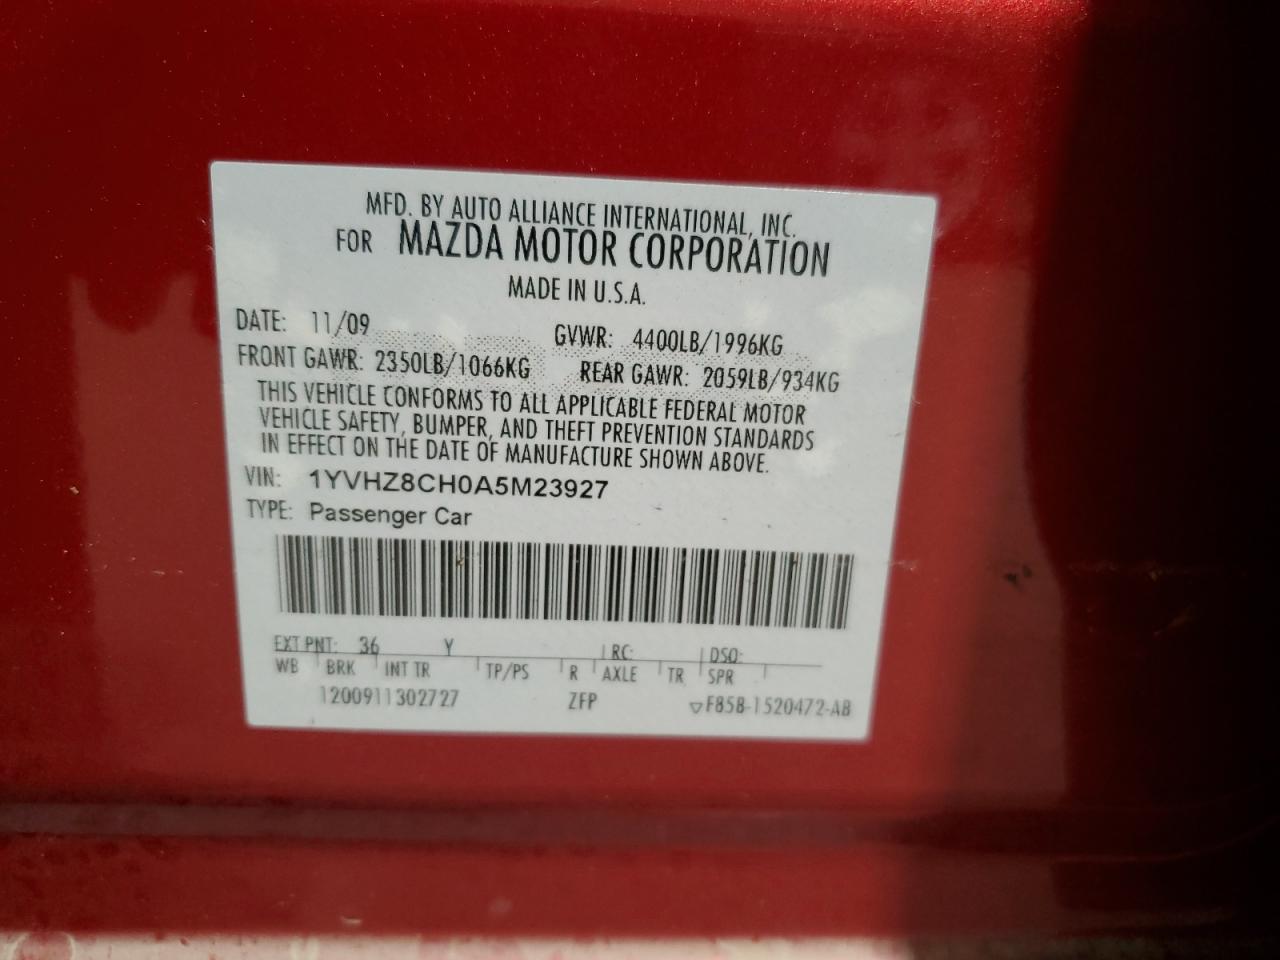 MFD. BY AUTO ALLIANCE INTERNATIONAL, INC.
FOR MAZDA MOTOR CORPORATION
MADE IN U.S.A.
DATE: 11/09 GVWR: 4400LB/1996KG
FRONT GAWR: 2350LB/1066KG REAR GAWR: 2059LB/934KG
THIS VEHICLE CONFORMS TO ALL APPLICABLE FEDERAL MOTOR
VEHICLE SAFETY, BUMPER, AND THEFT PREVENTION STANDARDS
IN EFFECT ON THE DATE OF MANUFACTURE SHOWN ABOVE.
VIN: 1YVHZ8CH0A5M23927
TYPE: Passenger Car
EXT PNT: 36 Y RC: DSO:
WB BRK INT TR TP/PS R AXLE TR SPR
1200911302727 ZFP ▽F85B-1520472-AB